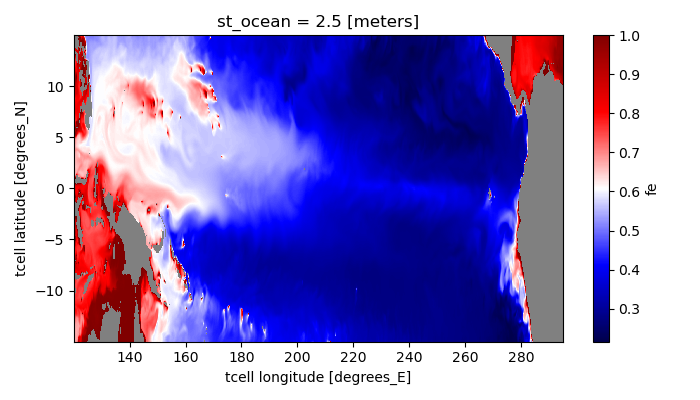 st_ocean = 2.5 [meters]
10
5
0
−5
−10
tcell latitude [degrees_N]
140 160 180 200 220 240 260 280
tcell longitude [degrees_E]
1.0
0.9
0.8
0.7
0.6
0.5
0.4
0.3
fe